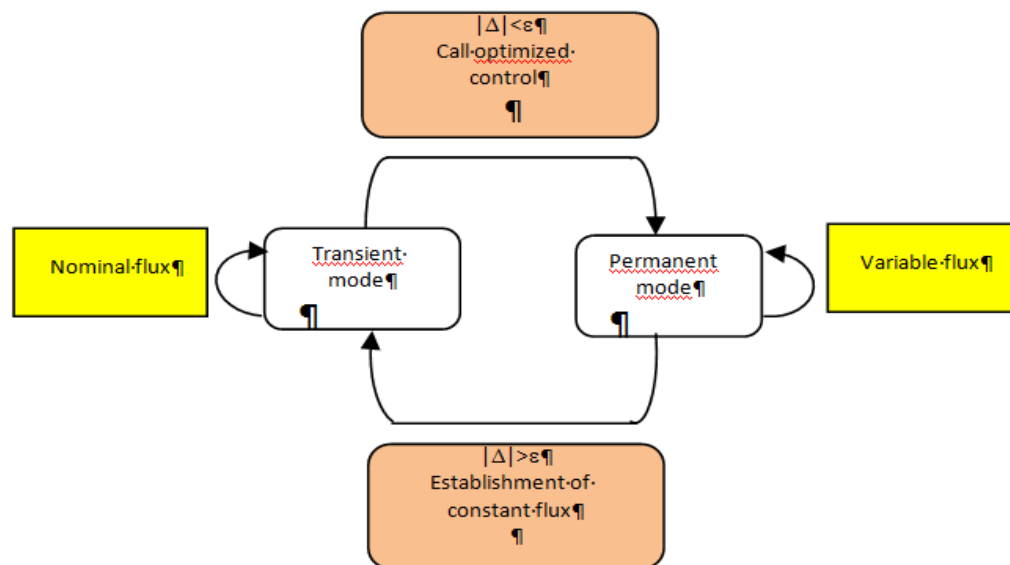 |Δ|<ε¶
Call·optimized·
control¶
¶
Nominal·flux¶
Transient·
mode¶
¶
Permanent
mode¶
¶
Variable·flux¶
|Δ|>ε¶
Establishment·of·
constant·flux¶
¶